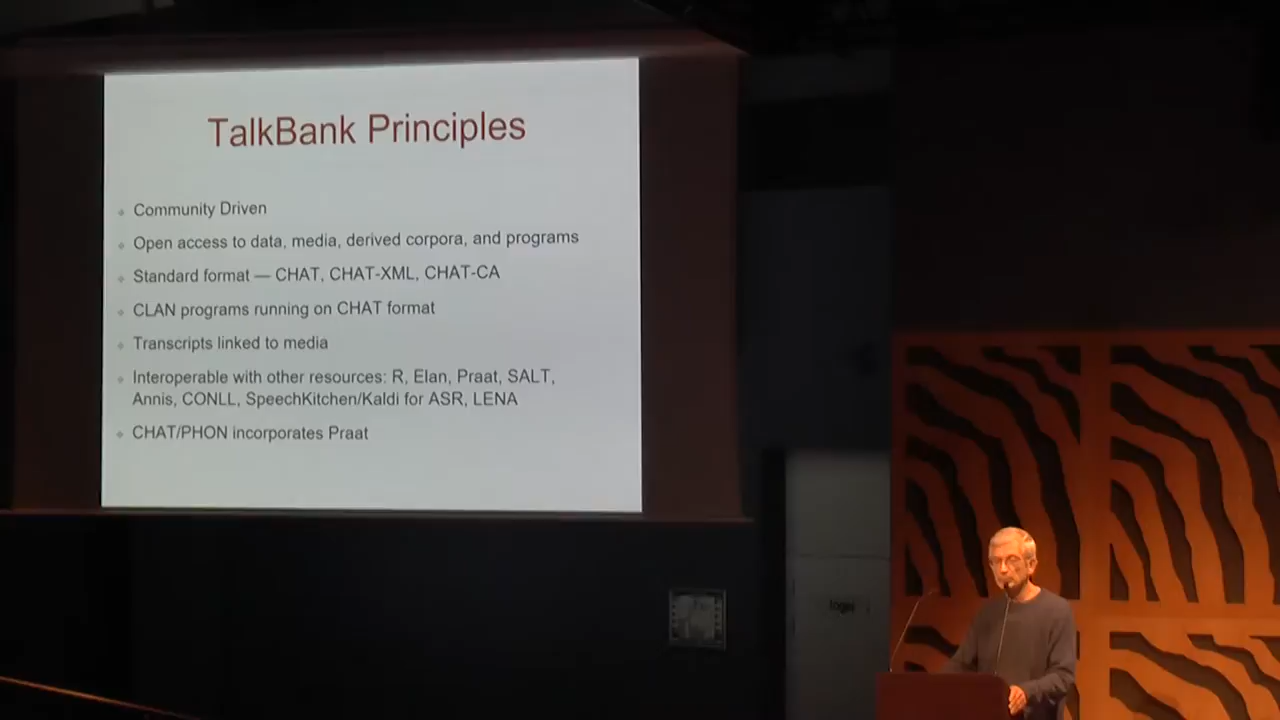 TalkBank Principles
Community Driven
Open access to data, media, derived corpora, and programs
Standard format — CHAT, CHAT-XML, CHAT-CA
CLAN programs running on CHAT format
Transcripts linked to media
Interoperable with other resources: R, Elan, Praat, SALT,
Annis, CONLL, SpeechKitchen/Kaldi for ASR, LENA
CHAT/PHON incorporates Praat